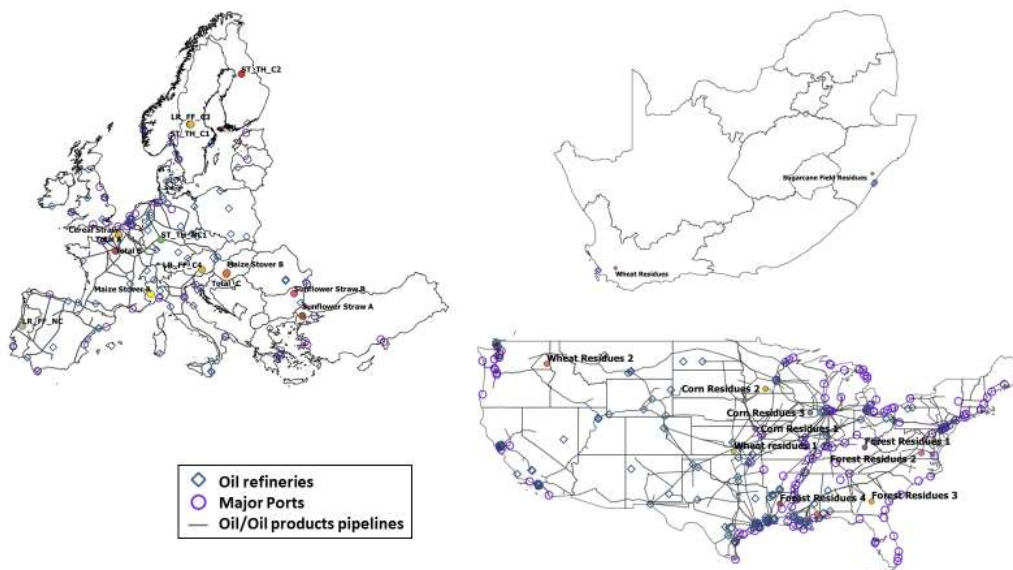 ST_TH_C2
LR_FF_C3
ST_TH_C1
Cereal Straw
Total A
Total B
ST_TH_NC1
LR_FF_C4
Maize Stover B
Total_C
Maize Stover A
Sunflower Straw B
Sunflower Straw A
LR_FF_NC
Sugarcane Field Residues
Wheat Residues
Wheat Residues 2
Corn Residues 2
Corn Residues 3
Corn Residues 1
Wheat residues 1
Forest Residues 1
Forest Residues 2
Forest Residues 4
Forest Residues 3
Oil refineries
Major Ports
Oil/Oil products pipelines